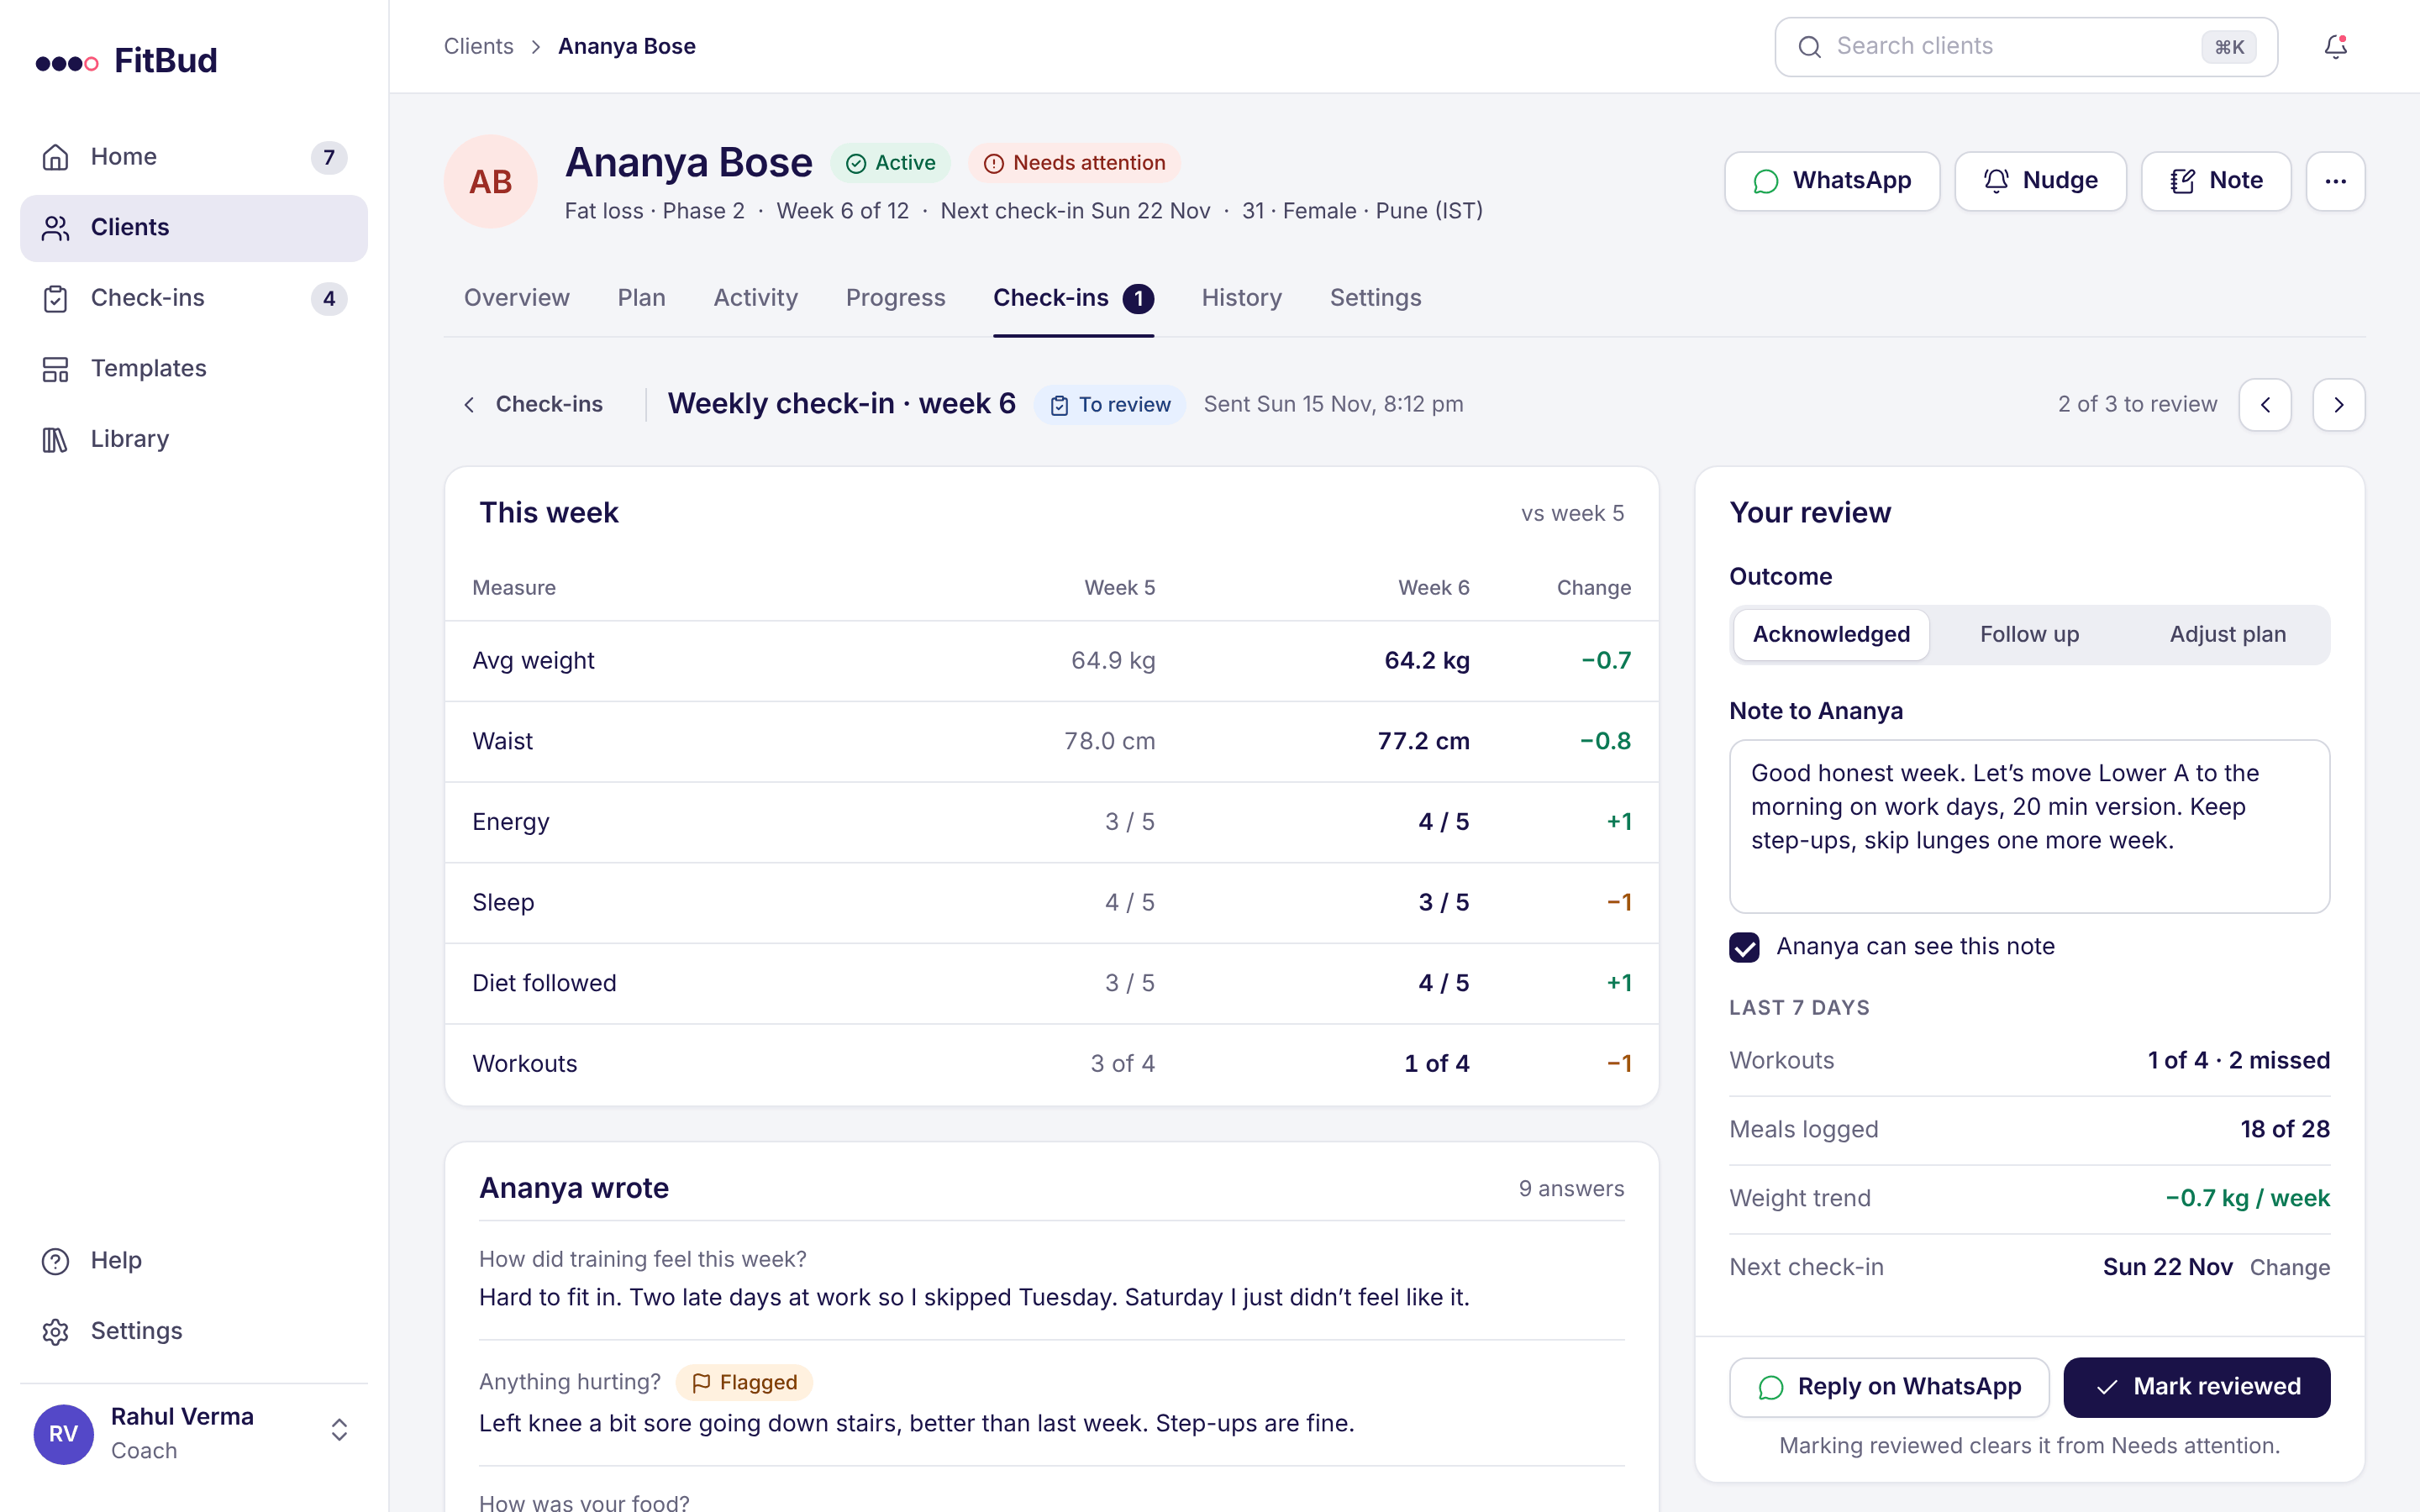 FitBud
Home 7
Clients
Check-ins 4
Templates
Library
Help
Settings
RV Rahul Verma
Coach
Clients > Ananya Bose
Search clients ⌘K
AB
Ananya Bose Active Needs attention
Fat loss · Phase 2 · Week 6 of 12 · Next check-in Sun 22 Nov · 31 · Female · Pune (IST)
WhatsApp Nudge Note
Overview Plan Activity Progress Check-ins 1 History Settings
Check-ins Weekly check-in · week 6 To review Sent Sun 15 Nov, 8:12 pm
2 of 3 to review
This week vs week 5
Measure Week 5 Week 6 Change
Avg weight 64.9 kg 64.2 kg −0.7
Waist 78.0 cm 77.2 cm −0.8
Energy 3 / 5 4 / 5 +1
Sleep 4 / 5 3 / 5 −1
Diet followed 3 / 5 4 / 5 +1
Workouts 3 of 4 1 of 4 −1
Ananya wrote 9 answers
How did training feel this week?
Hard to fit in. Two late days at work so I skipped Tuesday. Saturday I just didn’t feel like it.
Anything hurting? Flagged
Left knee a bit sore going down stairs, better than last week. Step-ups are fine.
How was your food?
Your review
Outcome
Acknowledged Follow up Adjust plan
Note to Ananya
Good honest week. Let’s move Lower A to the
morning on work days, 20 min version. Keep
step-ups, skip lunges one more week.
Ananya can see this note
LAST 7 DAYS
Workouts 1 of 4 · 2 missed
Meals logged 18 of 28
Weight trend −0.7 kg / week
Next check-in Sun 22 Nov Change
Reply on WhatsApp Mark reviewed
Marking reviewed clears it from Needs attention.